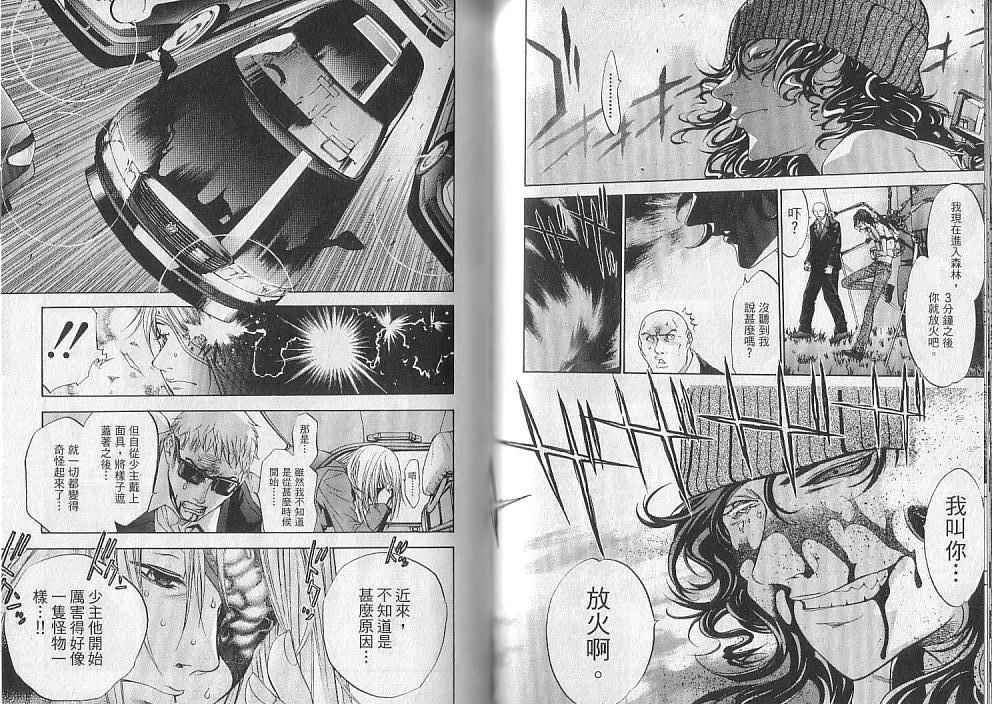 ………
我現在進入森林，
3分鐘之後
你就放火吧。
吓？
沒聽到我
說甚麼嗎？
我叫你…
放火啊。
!!
嘖…
那是…
雖然我不知道
是從甚麼時候
開始……
但自從少主戴上
面具，將樣子遮
蓋著之後…
就一切都變得
奇怪起來了…
近來，
不知道是
甚麼原因…
少主他開始
厲害得好像
一隻怪物一
樣…!!